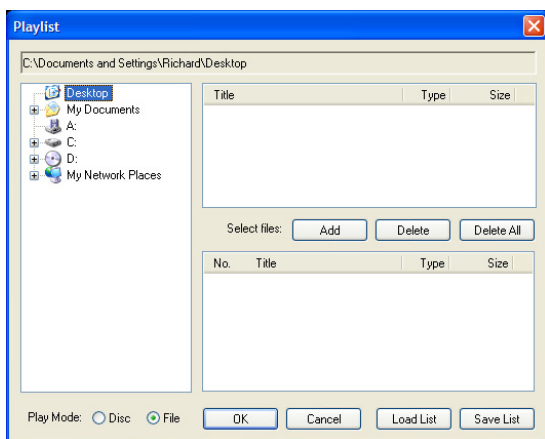 Playlist
C:\Documents and Settings\Richard\Desktop
Desktop
My Documents
A:
C:
D:
My Network Places
Title Type Size
Select files: Add Delete Delete All
No. Title Type Size
Play Mode: Disc File OK Cancel Load List Save List